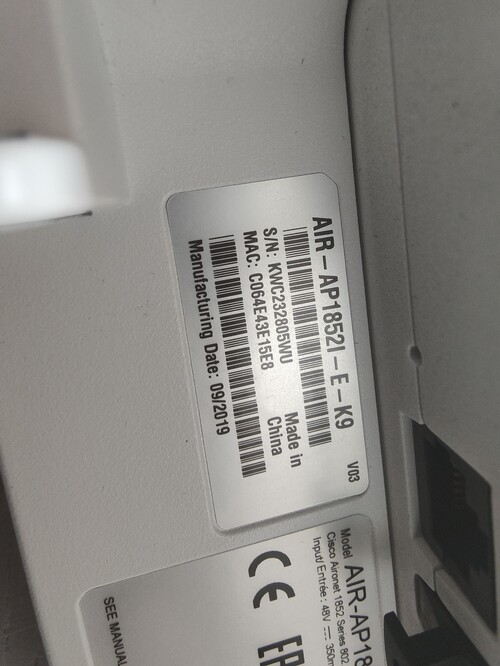 AIR-AP1852I-E-K9
V03
S/N: KWC232805WU
MAC: C064E43E15E8
Made in
China
Manufacturing Date: 09/2019
Model AIR-AP18
Cisco Aironet 1852 Series 802.
Input/ Entrée : 48V ⎓ 350m
CE
SEE MANUAL